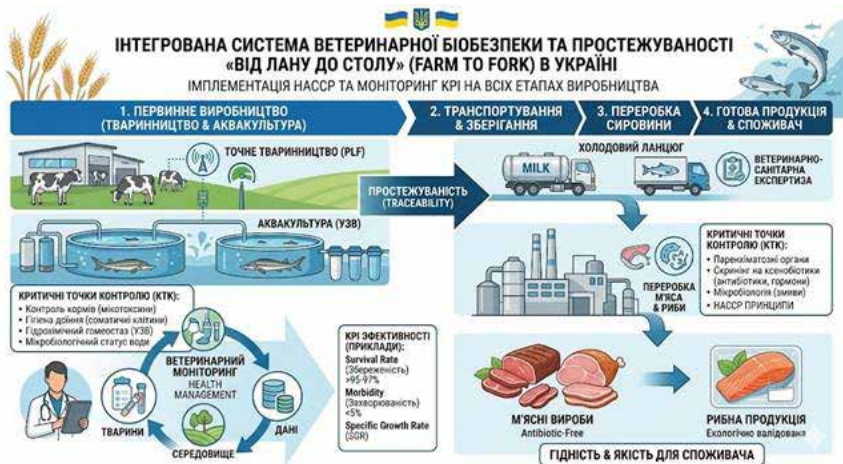 ІНТЕГРОВАНА СИСТЕМА ВЕТЕРИНАРНОЇ БІОБЕЗПЕКИ ТА ПРОСТЕЖУВАНОСТІ
«ВІД ЛАНУ ДО СТОЛУ» (FARM TO FORK) В УКРАЇНІ
ІМПЛЕМЕНТАЦІЯ HACCP ТА МОНІТОРИНГ KPI НА ВСІХ ЕТАПАХ ВИРОБНИЦТВА
1. ПЕРВИННЕ ВИРОБНИЦТВО
(ТВАРИННИЦТВО & АКВАКУЛЬТУРА)
2. ТРАНСПОРТУВАННЯ
& ЗБЕРІГАННЯ
3. ПЕРЕРОБКА
СИРОВИНИ
4. ГОТОВА ПРОДУКЦІЯ
& СПОЖИВАЧ
ТОЧНЕ ТВАРИННИЦТВО (PLF)
АКВАКУЛЬТУРА (УЗВ)
ПРОСТЕЖУВАНІСТЬ
(TRACEABILITY)
ХОЛОДОВИЙ ЛАНЦЮГ
MILK
ВЕТЕРИНАРНО-
САНІТАРНА
ЕКСПЕРТИЗА
КРИТИЧНІ ТОЧКИ КОНТРОЛЮ (КТК):
• Контроль кормів (мікотоксини)
• Гігієна доїння (соматичні клітини)
• Гідрохімічний гомеостаз (УЗВ)
• Мікробіологічний статус води
ВЕТЕРИНАРНИЙ
МОНІТОРИНГ
HEALTH
MANAGEMENT
ТВАРИНИ
ДАНІ
СЕРЕДОВИЩЕ
КРІ ЭФЕКТИВНОСТІ
(ПРИКЛАДИ):
Survival Rate
(Збереженість)
>95-97%
Morbidity
(Захворюваність)
<5%
Specific Growth Rate
(SGR)
ПЕРЕРОБКА
М'ЯСА
& РИБИ
КРИТИЧНІ ТОЧКИ
КОНТРОЛЮ (КТК):
• Паренхіматозні органи
• Скринінг на ксенобіотики
(антибіотики, гормони)
• Мікробіологія (змиви)
• НАССР ПРИНЦИПИ
М'ЯСНІ ВИРОБИ
Antibiotic-Free
РИБНА ПРОДУКЦІЯ
Екологічно валідована
ГІДНІСТЬ & ЯКІСТЬ ДЛЯ СПОЖИВАЧА